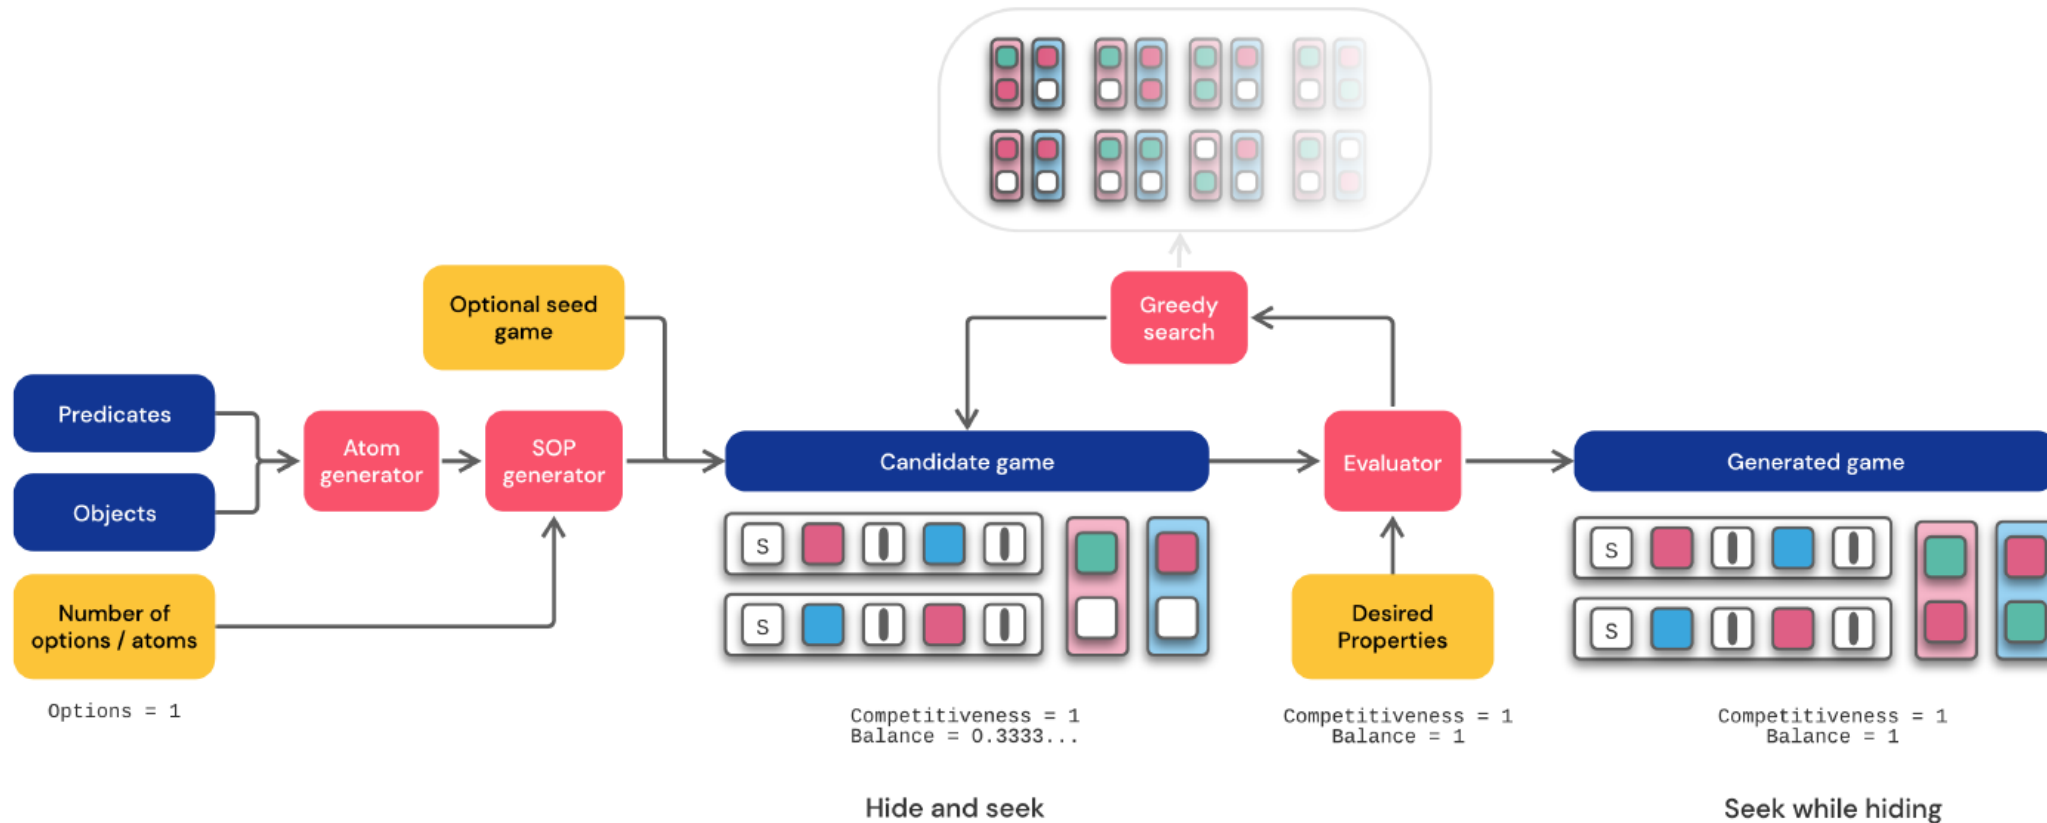 Optional seed
game
Greedy
search
Predicates
Objects
Number of
options / atoms
Options = 1
Atom
generator
SOP
generator
Candidate game
S
S
Competitiveness = 1
Balance = 0.3333...
Hide and seek
Evaluator
Desired
Properties
Competitiveness = 1
Balance = 1
Generated game
S
S
Competitiveness = 1
Balance = 1
Seek while hiding